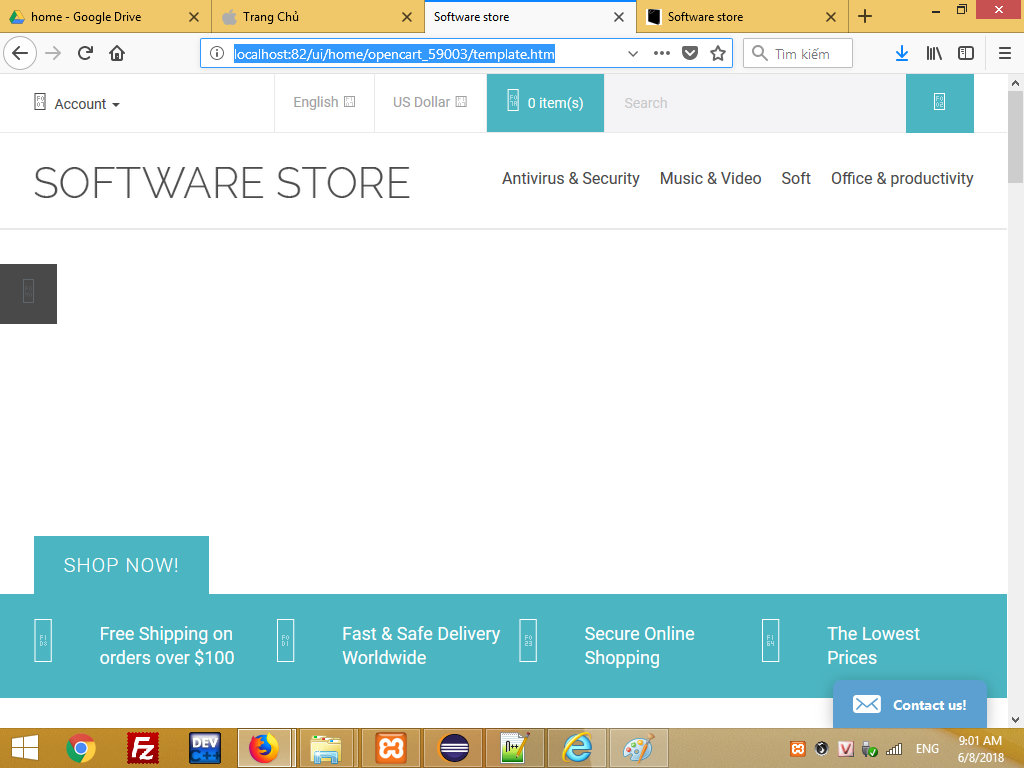 home - Google Drive
Trang Chủ
Software store
Software store
localhost:82/ui/home/opencart_59003/template.htm
Tìm kiếm
Account
English
US Dollar
0 item(s)
Search
SOFTWARE STORE
Antivirus & Security
Music & Video
Soft
Office & productivity
SHOP NOW!
Free Shipping on
orders over $100
Fast & Safe Delivery
Worldwide
Secure Online
Shopping
The Lowest
Prices
Contact us!
Fz
DEV
C++
ENG
9:01 AM
6/8/2018